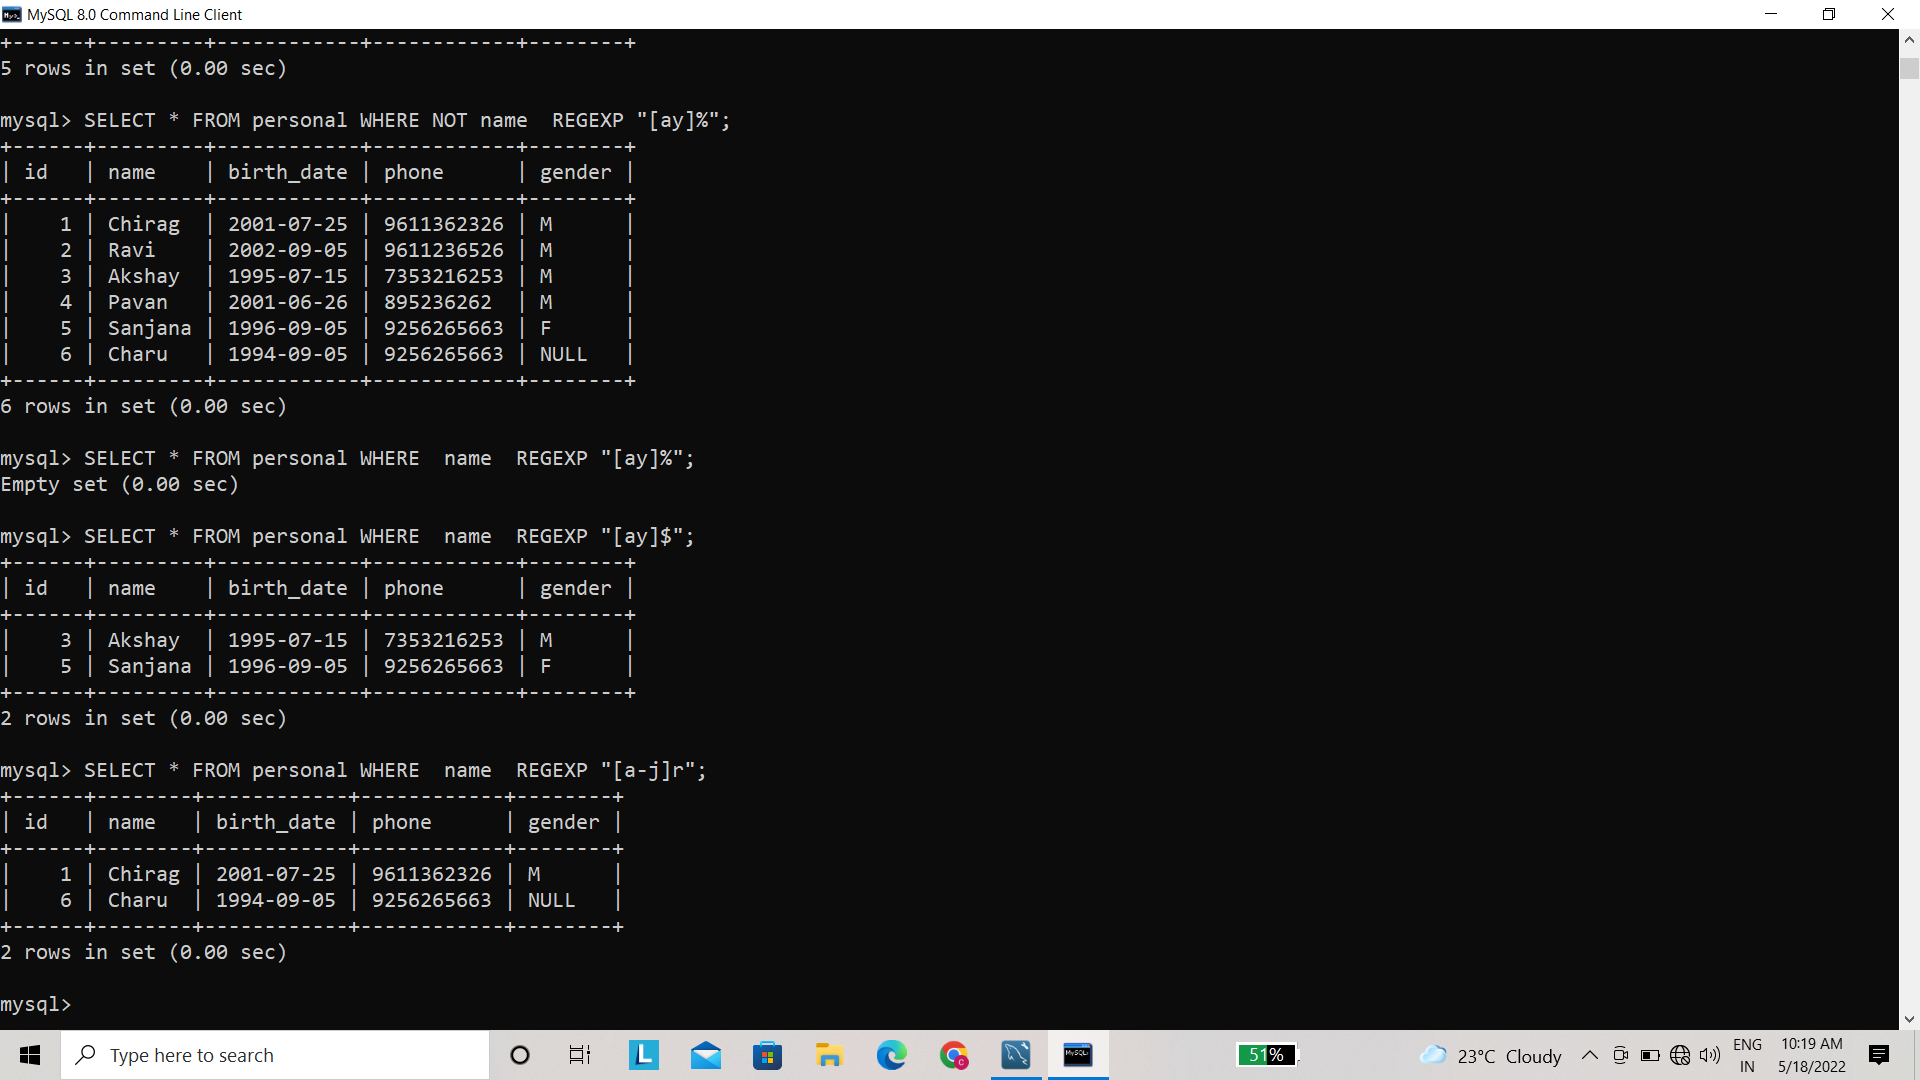 MySQL 8.0 Command Line Client
+------+---------+------------+------------+--------+
5 rows in set (0.00 sec)
mysql> SELECT * FROM personal WHERE NOT name  REGEXP "[ay]%";
+------+---------+------------+------------+--------+
| id   | name    | birth_date | phone      | gender |
+------+---------+------------+------------+--------+
|    1 | Chirag  | 2001-07-25 | 9611362326 | M      |
|    2 | Ravi    | 2002-09-05 | 9611236526 | M      |
|    3 | Akshay  | 1995-07-15 | 7353216253 | M      |
|    4 | Pavan   | 2001-06-26 | 895236262  | M      |
|    5 | Sanjana | 1996-09-05 | 9256265663 | F      |
|    6 | Charu   | 1994-09-05 | 9256265663 | NULL   |
+------+---------+------------+------------+--------+
6 rows in set (0.00 sec)
mysql> SELECT * FROM personal WHERE  name  REGEXP "[ay]%";
Empty set (0.00 sec)
mysql> SELECT * FROM personal WHERE  name  REGEXP "[ay]$";
+------+---------+------------+------------+--------+
| id   | name    | birth_date | phone      | gender |
+------+---------+------------+------------+--------+
|    3 | Akshay  | 1995-07-15 | 7353216253 | M      |
|    5 | Sanjana | 1996-09-05 | 9256265663 | F      |
+------+---------+------------+------------+--------+
2 rows in set (0.00 sec)
mysql> SELECT * FROM personal WHERE  name  REGEXP "[a-j]r";
+------+--------+------------+------------+--------+
| id   | name   | birth_date | phone      | gender |
+------+--------+------------+------------+--------+
|    1 | Chirag | 2001-07-25 | 9611362326 | M      |
|    6 | Charu  | 1994-09-05 | 9256265663 | NULL   |
+------+--------+------------+------------+--------+
2 rows in set (0.00 sec)
mysql>
Type here to search
L
C
MySQL
51%
23°C Cloudy
ENG
IN
10:19 AM
5/18/2022